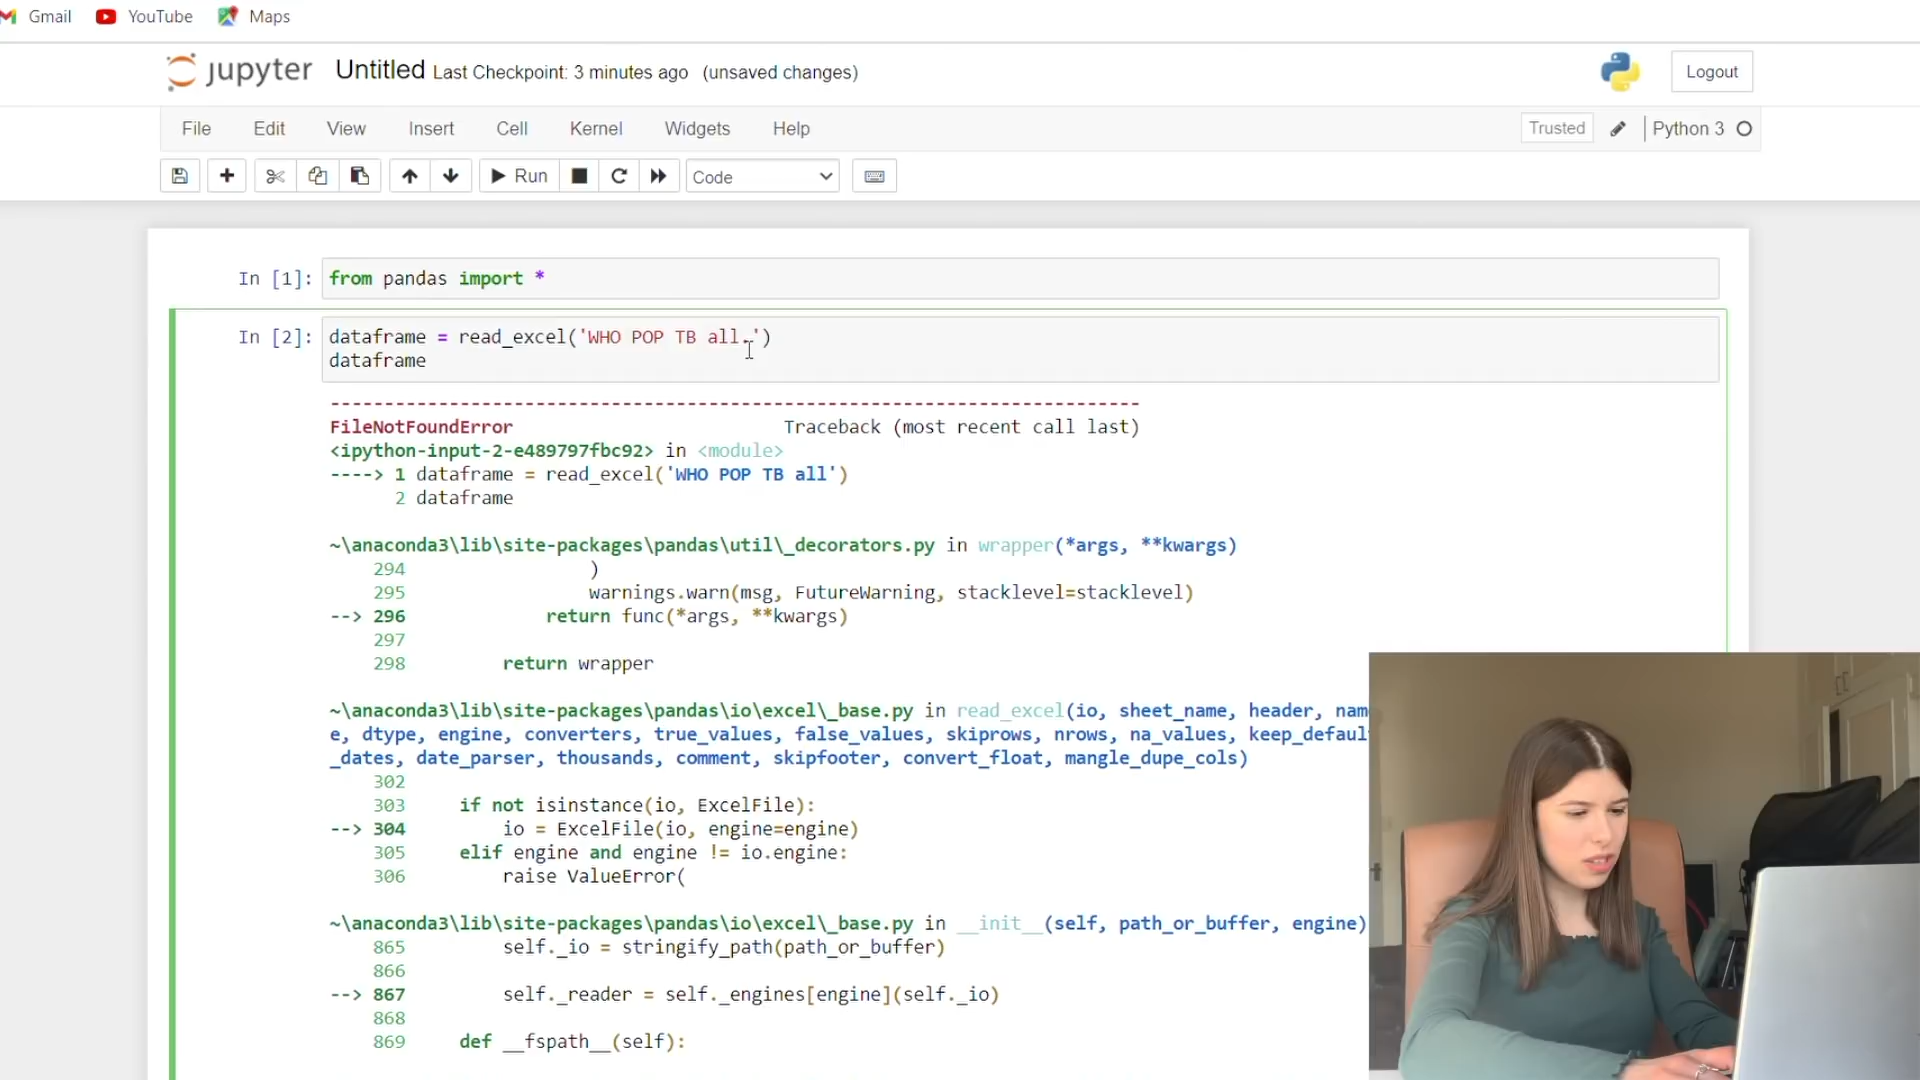 Gmail YouTube Maps
jupyter Untitled Last Checkpoint: 3 minutes ago (unsaved changes) Logout
File Edit View Insert Cell Kernel Widgets Help Trusted Python 3
Run Code
In [1]: from pandas import *
In [2]: dataframe = read_excel('WHO POP TB all.')
dataframe
---------------------------------------------------------------------------
FileNotFoundError Traceback (most recent call last)
<ipython-input-2-e489797fbc92> in <module>
----> 1 dataframe = read_excel('WHO POP TB all')
2 dataframe
~\anaconda3\lib\site-packages\pandas\util\_decorators.py in wrapper(*args, **kwargs)
294 )
295 warnings.warn(msg, FutureWarning, stacklevel=stacklevel)
--> 296 return func(*args, **kwargs)
297
298 return wrapper
~\anaconda3\lib\site-packages\pandas\io\excel\_base.py in read_excel(io, sheet_name, header, nam
e, dtype, engine, converters, true_values, false_values, skiprows, nrows, na_values, keep_defaul
_dates, date_parser, thousands, comment, skipfooter, convert_float, mangle_dupe_cols)
302
303 if not isinstance(io, ExcelFile):
--> 304 io = ExcelFile(io, engine=engine)
305 elif engine and engine != io.engine:
306 raise ValueError(
~\anaconda3\lib\site-packages\pandas\io\excel\_base.py in __init__(self, path_or_buffer, engine)
865 self._io = stringify_path(path_or_buffer)
866
--> 867 self._reader = self._engines[engine](self._io)
868
869 def __fspath__(self):